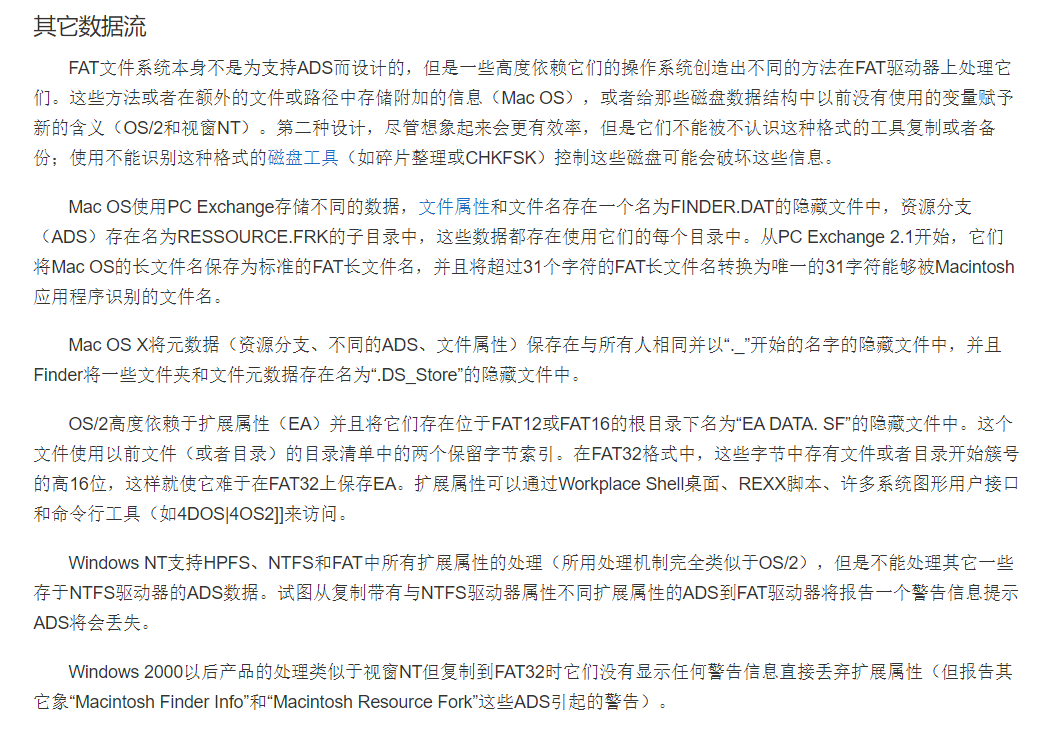 其它数据流
FAT文件系统本身不是为支持ADS而设计的，但是一些高度依赖它们的操作系统创造出不同的方法在FAT驱动器上处理它
们。这些方法或者在额外的文件或路径中存储附加的信息（Mac OS），或者给那些磁盘数据结构中以前没有使用的变量赋予
新的含义（OS/2和视窗NT）。第二种设计，尽管想象起来会更有效率，但是它们不能被不认识这种格式的工具复制或者备
份；使用不能识别这种格式的磁盘工具（如碎片整理或CHKFSK）控制这些磁盘可能会破坏这些信息。
Mac OS使用PC Exchange存储不同的数据，文件属性和文件名存在一个名为FINDER.DAT的隐藏文件中，资源分支
（ADS）存在名为RESSOURCE.FRK的子目录中，这些数据都存在使用它们的每个目录中。从PC Exchange 2.1开始，它们
将Mac OS的长文件名保存为标准的FAT长文件名，并且将超过31个字符的FAT长文件名转换为唯一的31字符能够被Macintosh
应用程序识别的文件名。
Mac OS X将元数据（资源分支、不同的ADS、文件属性）保存在与所有人相同并以“._”开始的名字的隐藏文件中，并且
Finder将一些文件夹和文件元数据存在名为“.DS_Store”的隐藏文件中。
OS/2高度依赖于扩展属性（EA）并且将它们存在位于FAT12或FAT16的根目录下名为“EA DATA. SF”的隐藏文件中。这个
文件使用以前文件（或者目录）的目录清单中的两个保留字节索引。在FAT32格式中，这些字节中存有文件或者目录开始簇号
的高16位，这样就使它难于在FAT32上保存EA。扩展属性可以通过Workplace Shell桌面、REXX脚本、许多系统图形用户接口
和命令行工具（如4DOS|4OS2]]来访问。
Windows NT支持HPFS、NTFS和FAT中所有扩展属性的处理（所用处理机制完全类似于OS/2），但是不能处理其它一些
存于NTFS驱动器的ADS数据。试图从复制带有与NTFS驱动器属性不同扩展属性的ADS到FAT驱动器将报告一个警告信息提示
ADS将会丢失。
Windows 2000以后产品的处理类似于视窗NT但复制到FAT32时它们没有显示任何警告信息直接丢弃扩展属性（但报告其
它象“Macintosh Finder Info”和“Macintosh Resource Fork”这些ADS引起的警告）。